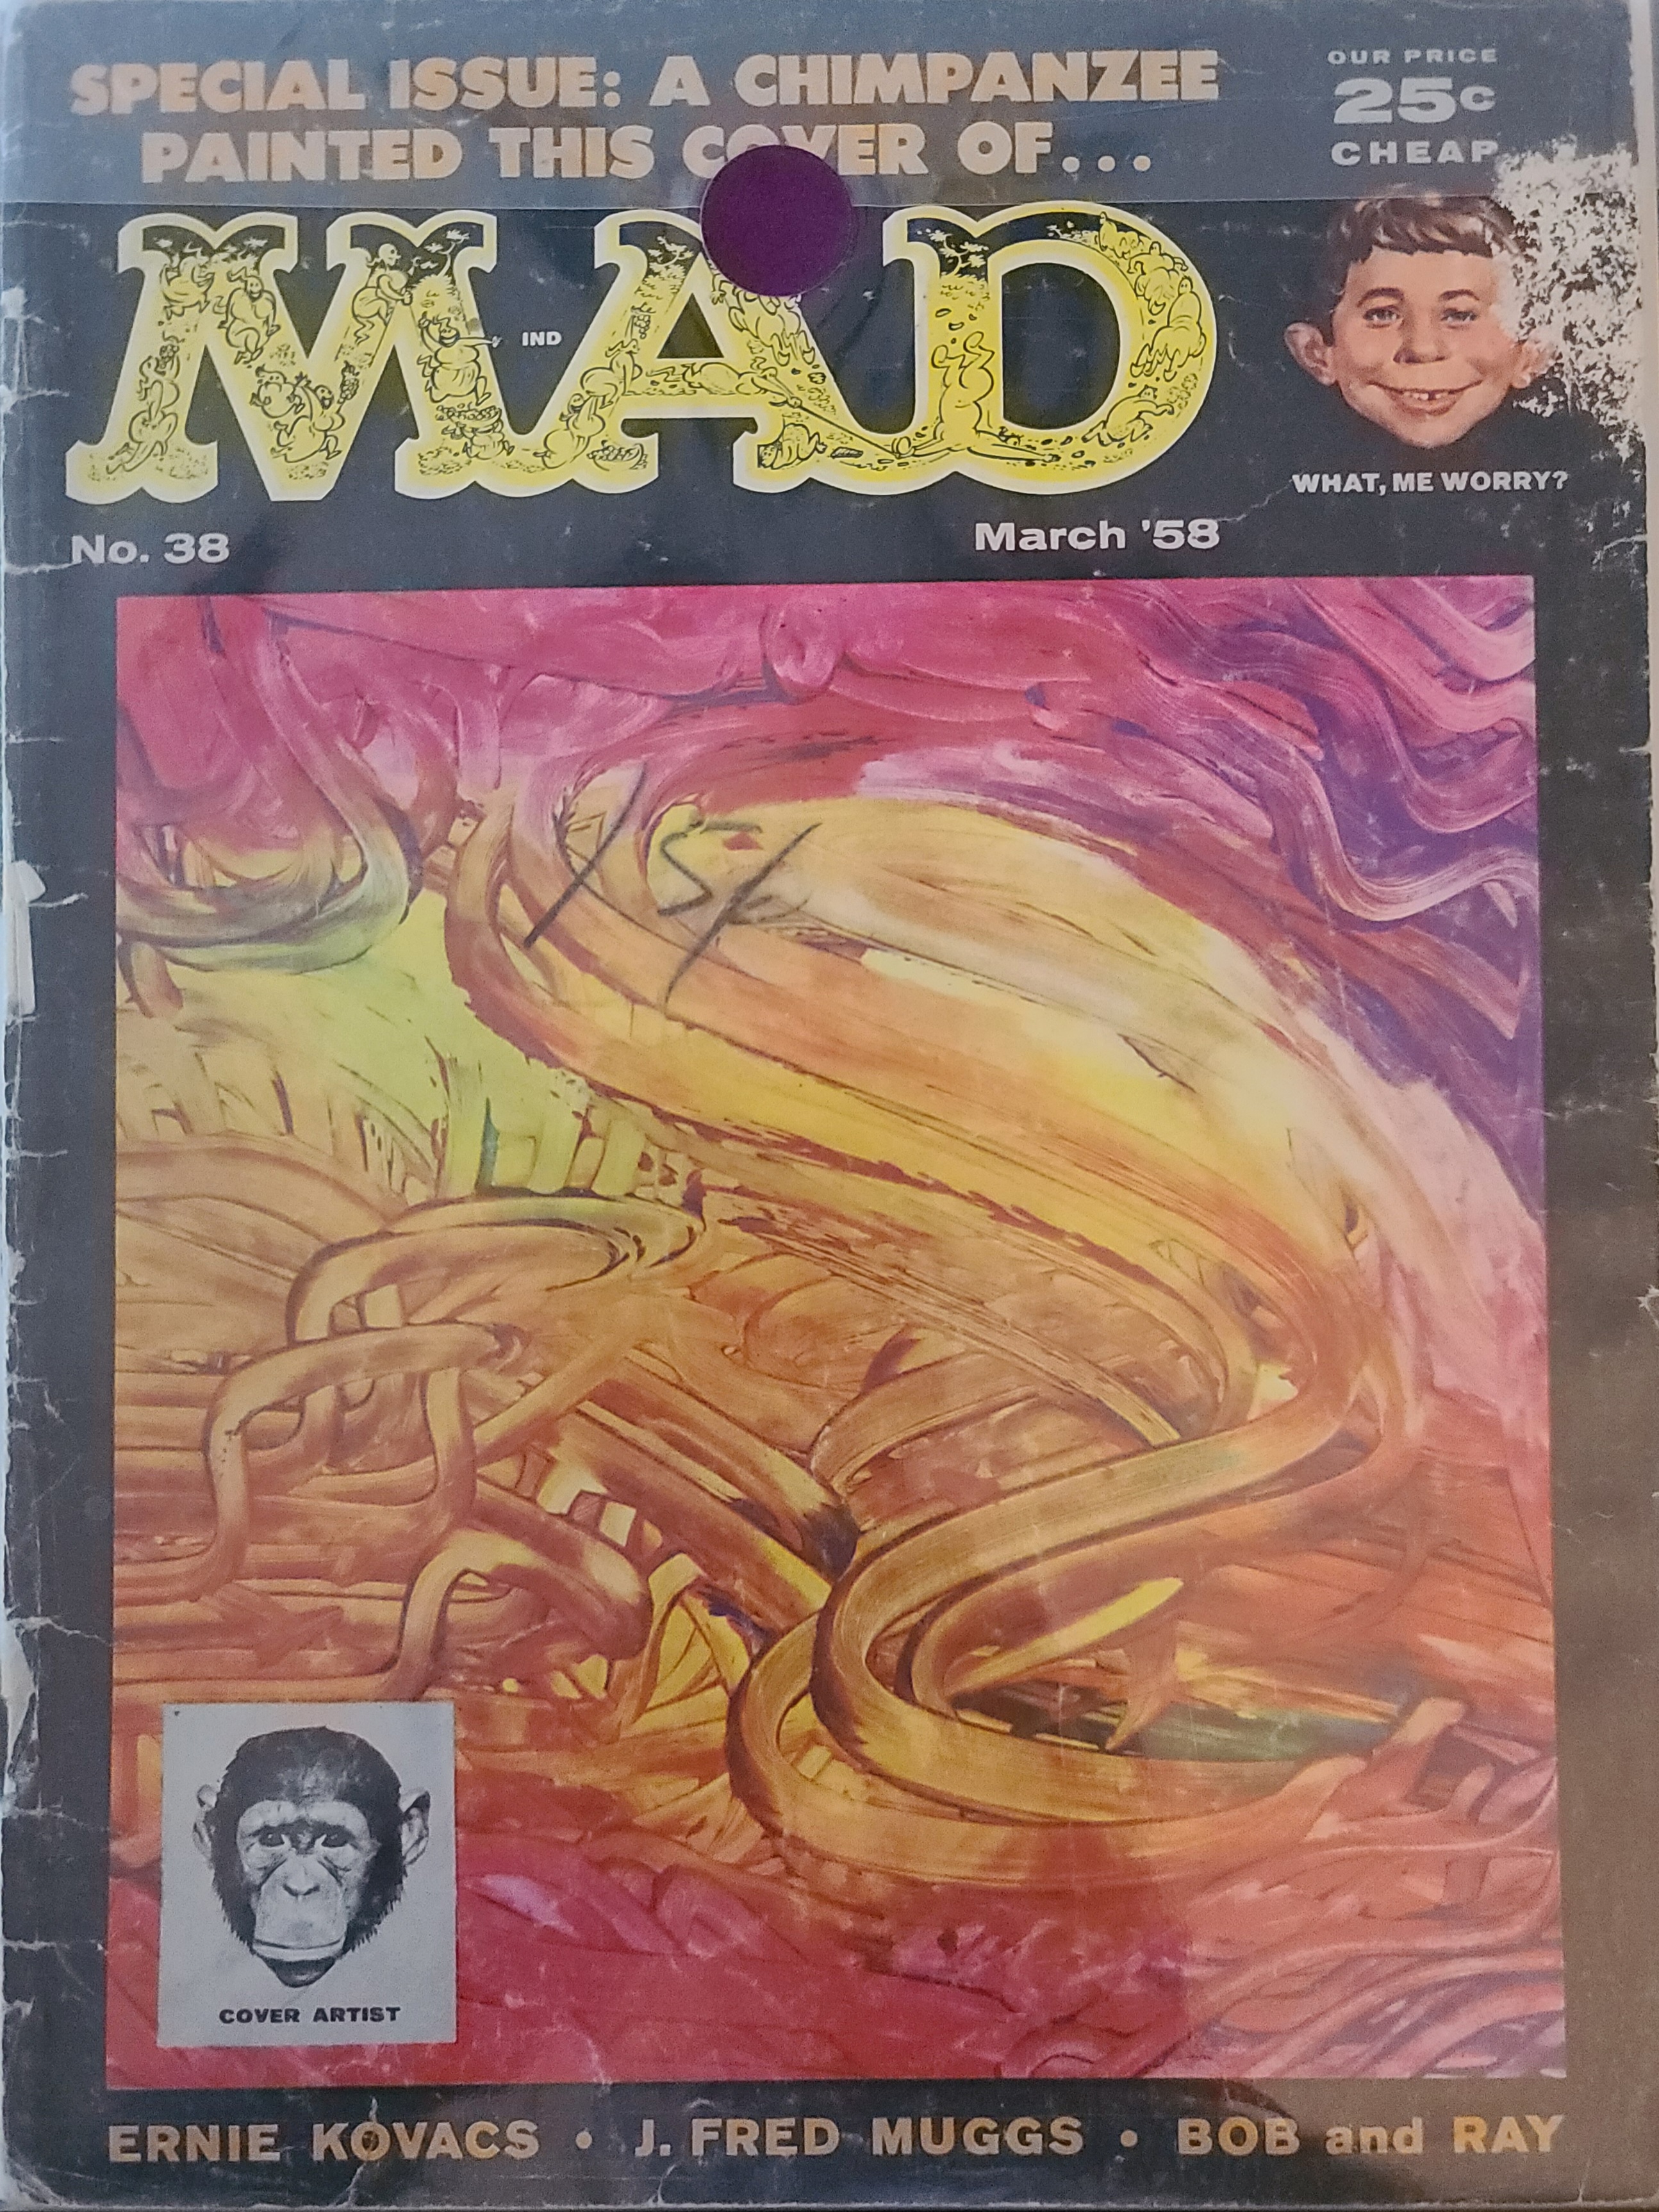 SPECIAL ISSUE: A CHIMPANZEE
PAINTED THIS COVER OF...
OUR PRICE
25c
CHEAP
MAD
IND
WHAT, ME WORRY?
No. 38
March '58
COVER ARTIST
ERNIE KOVACS • J. FRED MUGGS • BOB and RAY